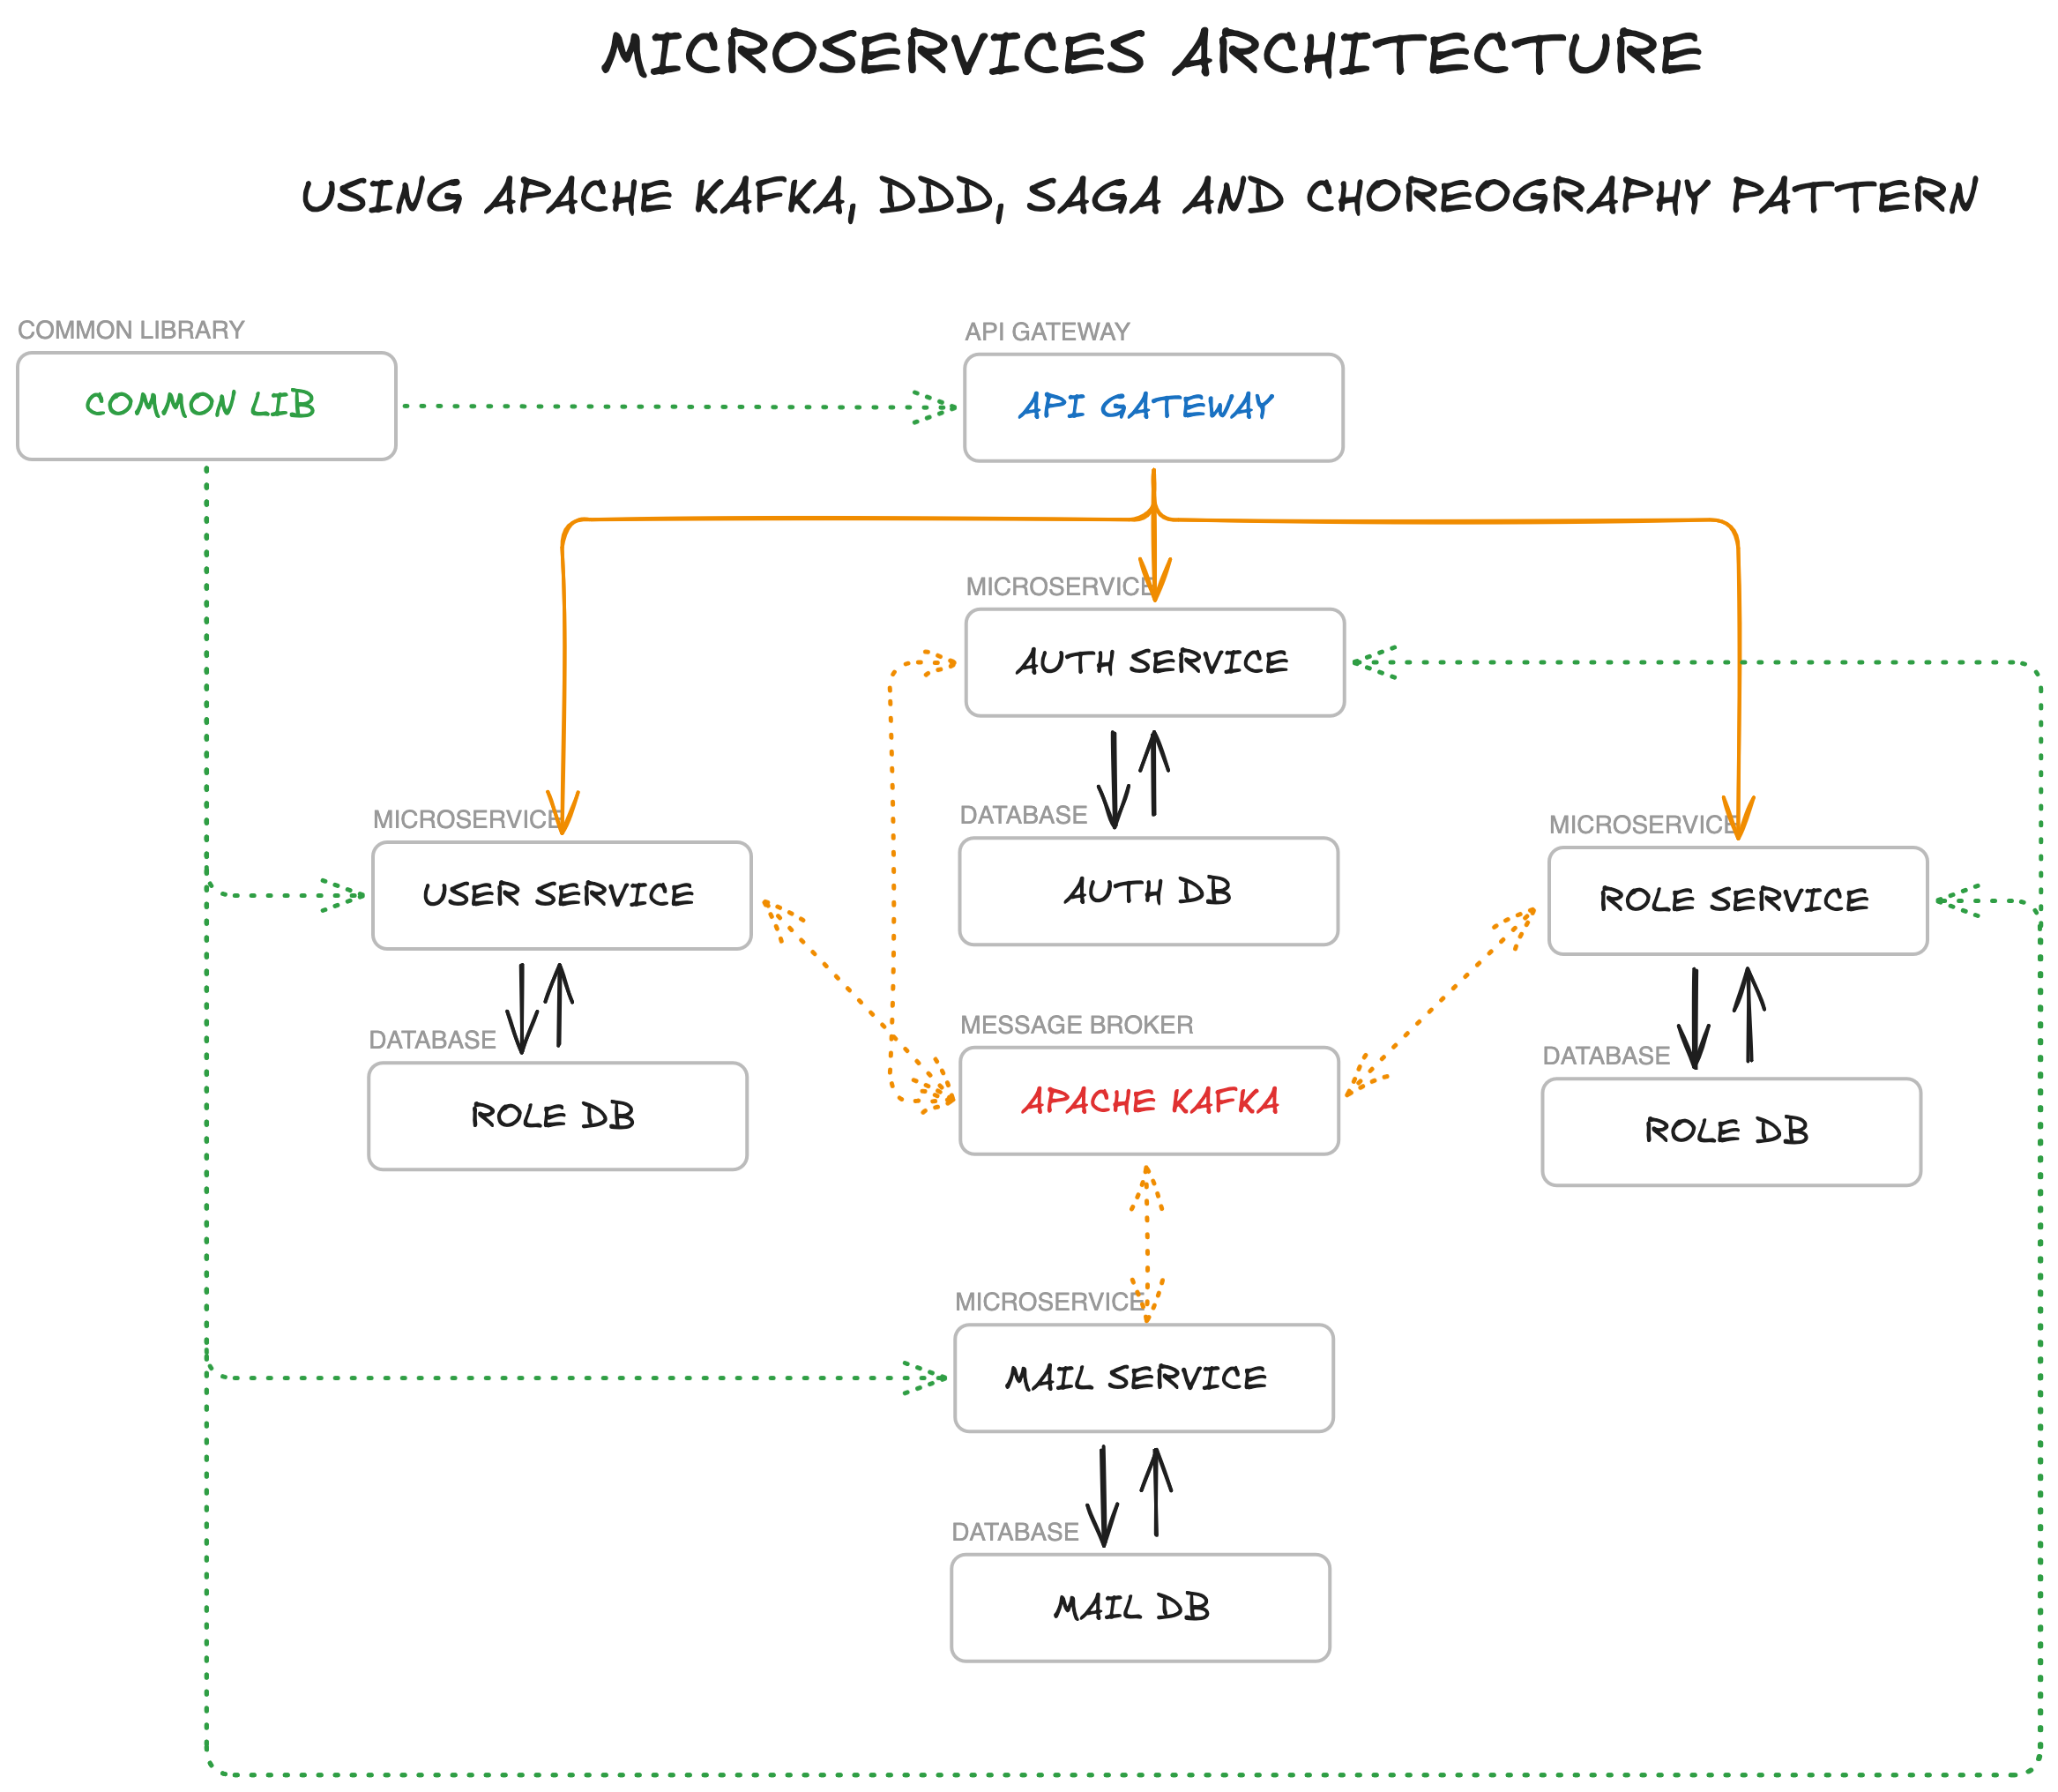 MICROSERVICES ARCHITECTURE
USING APACHE KAFKA, DDD, SAGA AND CHOREOGRAPHY PATTERN
COMMON LIBRARY
COMMON LIB
API GATEWAY
API GATEWAY
MICROSERVICE
AUTH SERVICE
DATABASE
AUTH DB
MICROSERVICE
USER SERVICE
DATABASE
ROLE DB
MICROSERVICE
ROLE SERVICE
DATABASE
ROLE DB
MESSAGE BROKER
APACHE KAFKA
MICROSERVICE
MAIL SERVICE
DATABASE
MAIL DB